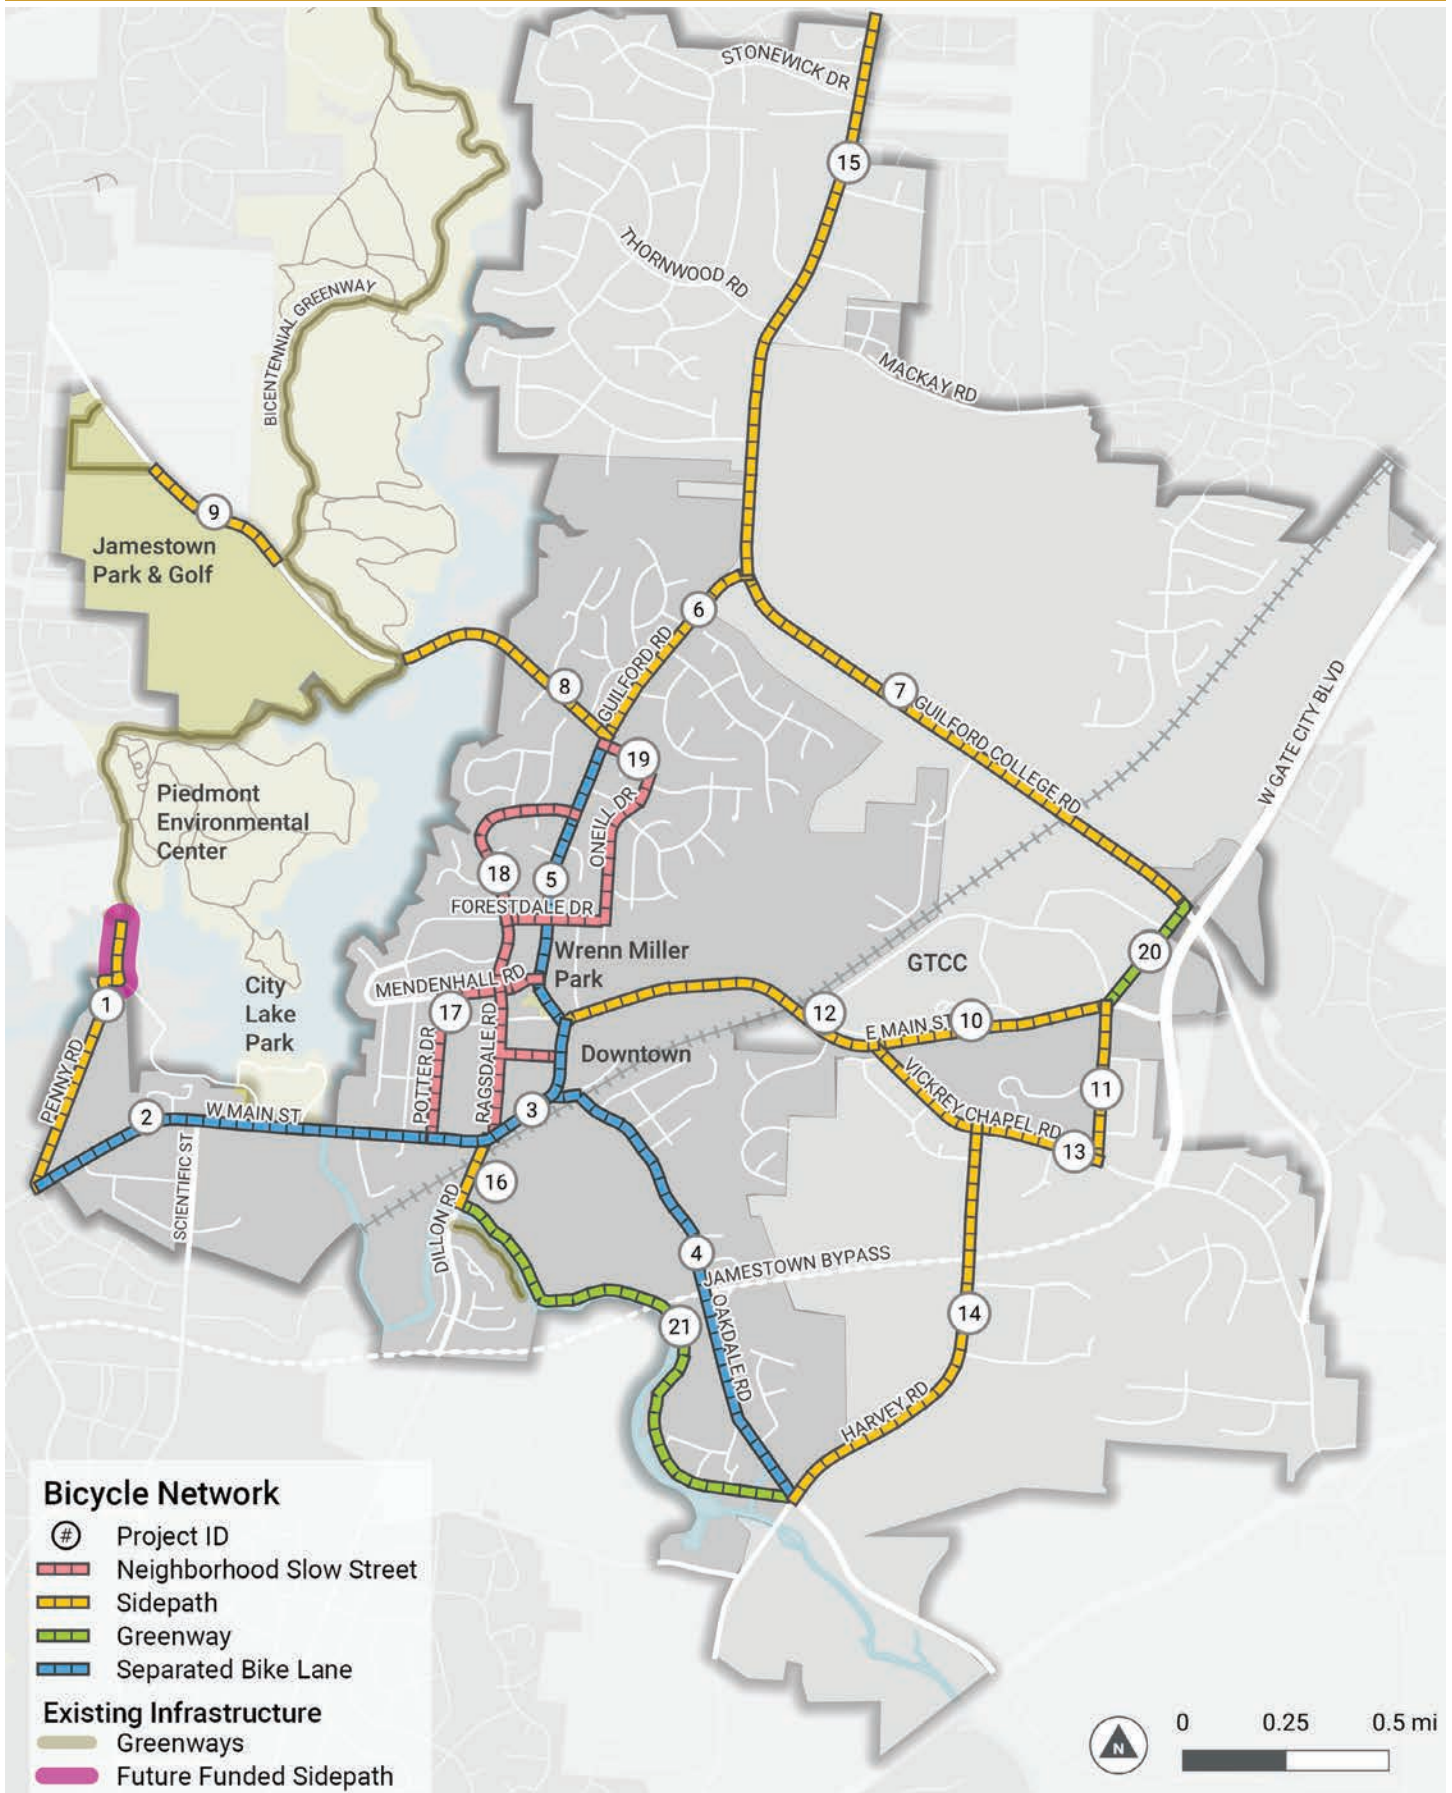 STONEWICK DR
15
THORNWOOD RD
BICENTENNIAL GREENWAY
MACKAY RD
9
Jamestown
Park & Golf
6
GUILFORD RD
8
7
GUILFORD COLLEGE RD
W GATE CITY BLVD
19
Piedmont
Environmental
Center
ONEILL DR
18
5
FORESTDALE DR
Wrenn Miller
Park
GTCC
20
MENDENHALL RD
City
Lake
Park
1
17
12
E MAIN ST
10
POTTER DR
RAGSDALE RD
Downtown
PENNY RD
VICKREY CHAPEL RD
11
2
W MAIN ST
3
13
SCIENTIFIC ST
16
DILLON RD
4
JAMESTOWN BYPASS
OAKDALE RD
21
14
HARVEY RD
Bicycle Network
# Project ID
Neighborhood Slow Street
Sidepath
Greenway
Separated Bike Lane
Existing Infrastructure
Greenways
Future Funded Sidepath
N
0 0.25 0.5 mi